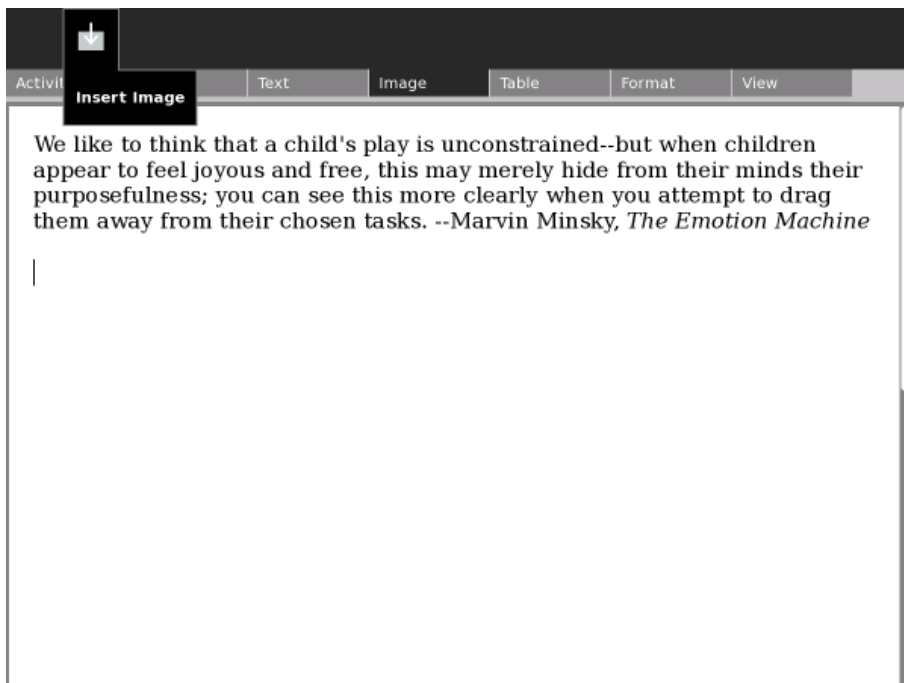 Activit Text Image Table Format View
Insert Image
We like to think that a child's play is unconstrained--but when children
appear to feel joyous and free, this may merely hide from their minds their
purposefulness; you can see this more clearly when you attempt to drag
them away from their chosen tasks. --Marvin Minsky, The Emotion Machine